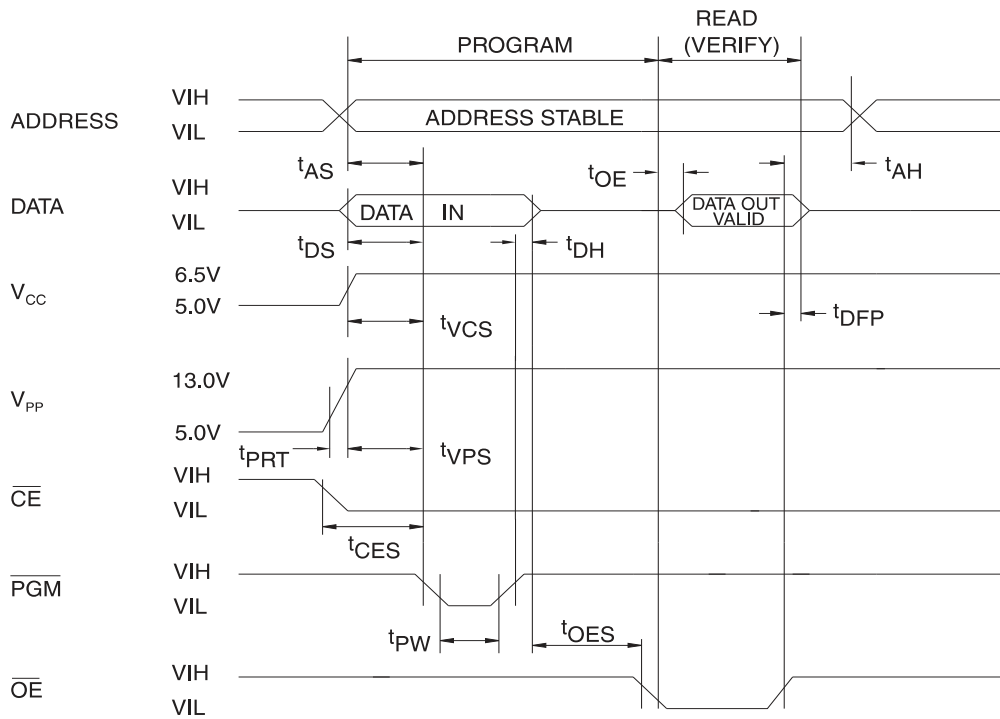 READ
PROGRAM (VERIFY)
ADDRESS VIH VIL ADDRESS STABLE
tAS tOE tAH
DATA VIH VIL DATA IN DATA OUT VALID
tDS tDH
VCC 6.5V 5.0V
tVCS tDFP
VPP 13.0V 5.0V
tPRT tVPS
CE VIH VIL
tCES
PGM VIH VIL
tPW tOES
OE VIH VIL